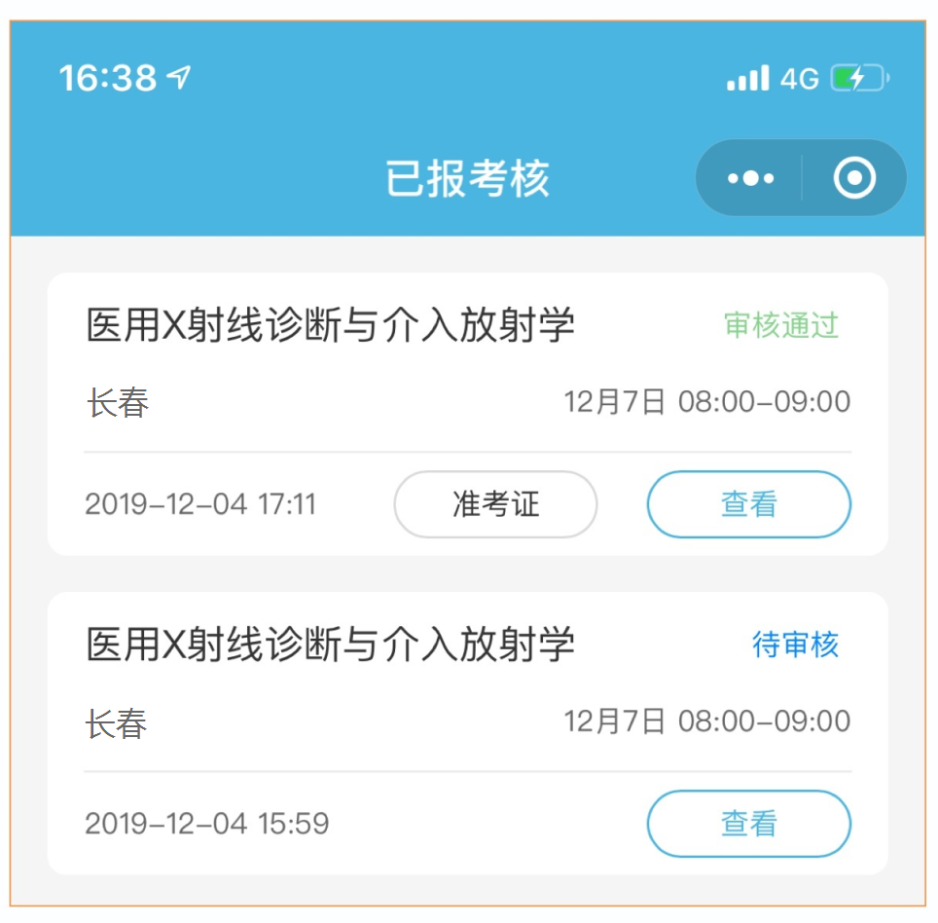 16:38 4G
已报考核
医用X射线诊断与介入放射学 审核通过
长春 12月7日 08:00-09:00
2019-12-04 17:11 准考证 查看
医用X射线诊断与介入放射学 待审核
长春 12月7日 08:00-09:00
2019-12-04 15:59 查看